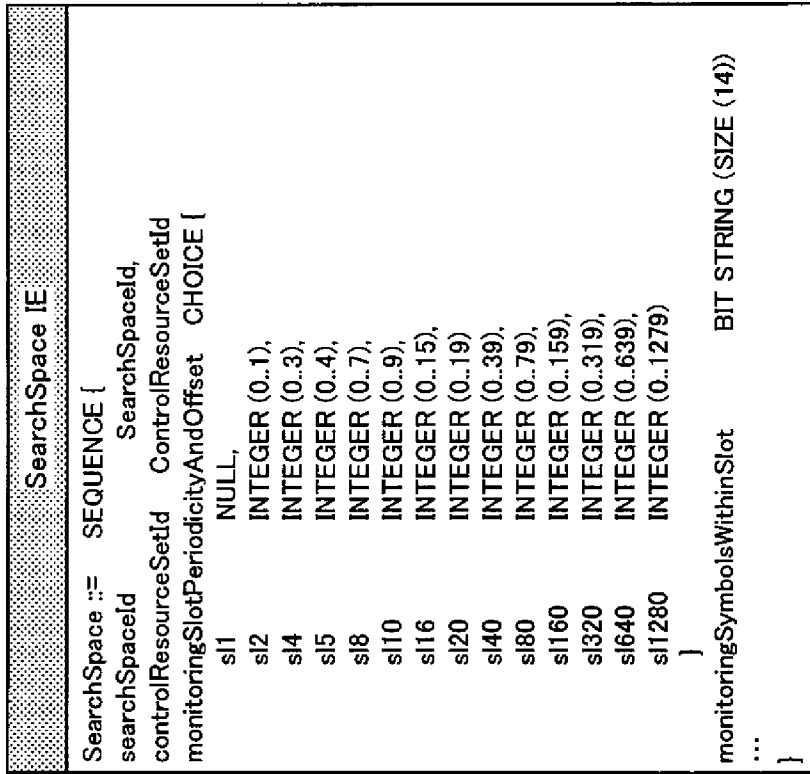 SearchSpace IE
SearchSpace ::= SEQUENCE {
searchSpaceId SearchSpaceId,
controlResourceSetId ControlResourceSetId
monitoringSlotPeriodicityAndOffset CHOICE {
sl1 NULL,
sl2 INTEGER (0..1),
sl4 INTEGER (0..3),
sl5 INTEGER (0..4),
sl8 INTEGER (0..7),
sl10 INTEGER (0..9),
sl16 INTEGER (0..15),
sl20 INTEGER (0..19)
sl40 INTEGER (0..39),
sl80 INTEGER (0..79),
sl160 INTEGER (0..159),
sl320 INTEGER (0..319),
sl640 INTEGER (0..639),
sl1280 INTEGER (0..1279)
}
monitoringSymbolsWithinSlot BIT STRING (SIZE (14))
...
}